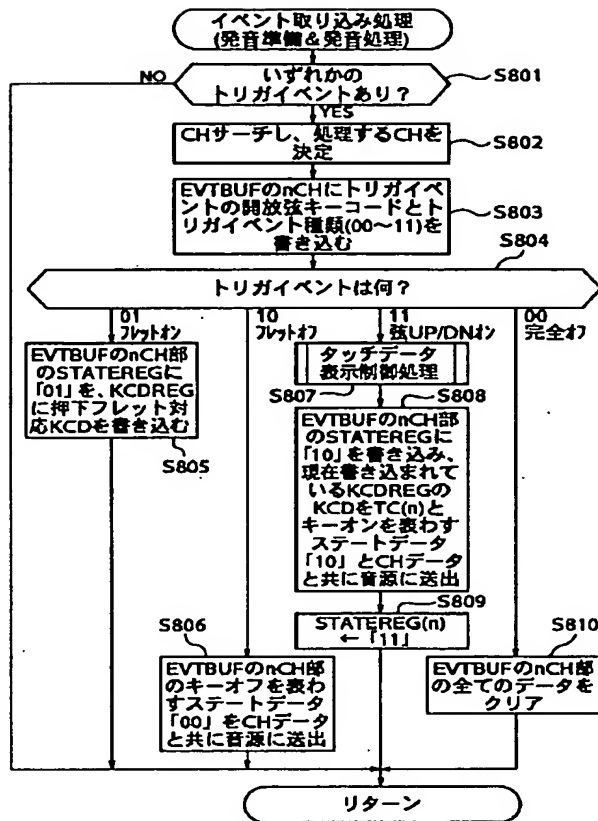 イベント取り込み処理
(発音準備&発音処理)
NO
いずれかの
トリガイベントあり?
S801
YES
CHサーチし、処理するCHを
決定
S802
EVTBUFのnCHにトリガイベ
ントの開放弦キーコードとト
リガイベント種類(00～11)を
書き込む
S803
S804
トリガイベントは何?
01
フレットオン
10
フレットオフ
11
弦UP/DNオン
00
完全オフ
EVTBUFのnCH部
のSTATEREGに
「01」を、KCDREG
に押下フレット対
応KCDを書き込む
S805
タッチデータ
表示制御処理
S807
S808
EVTBUFのnCH部
のSTATEREGに
「10」を書き込み、
現在書き込まれて
いるKCDREGの
KCDをTC(n)と
キーオンを表わす
ステートデータ
「10」とCHデータ
と共に音源に送出
S809
STATEREG(n)
←「11」
S806
EVTBUFのnCH部
のキーオフを表わ
すステートデータ
「00」をCHデータ
と共に音源に送出
S810
EVTBUFのnCH部
の全てのデータを
クリア
リターン